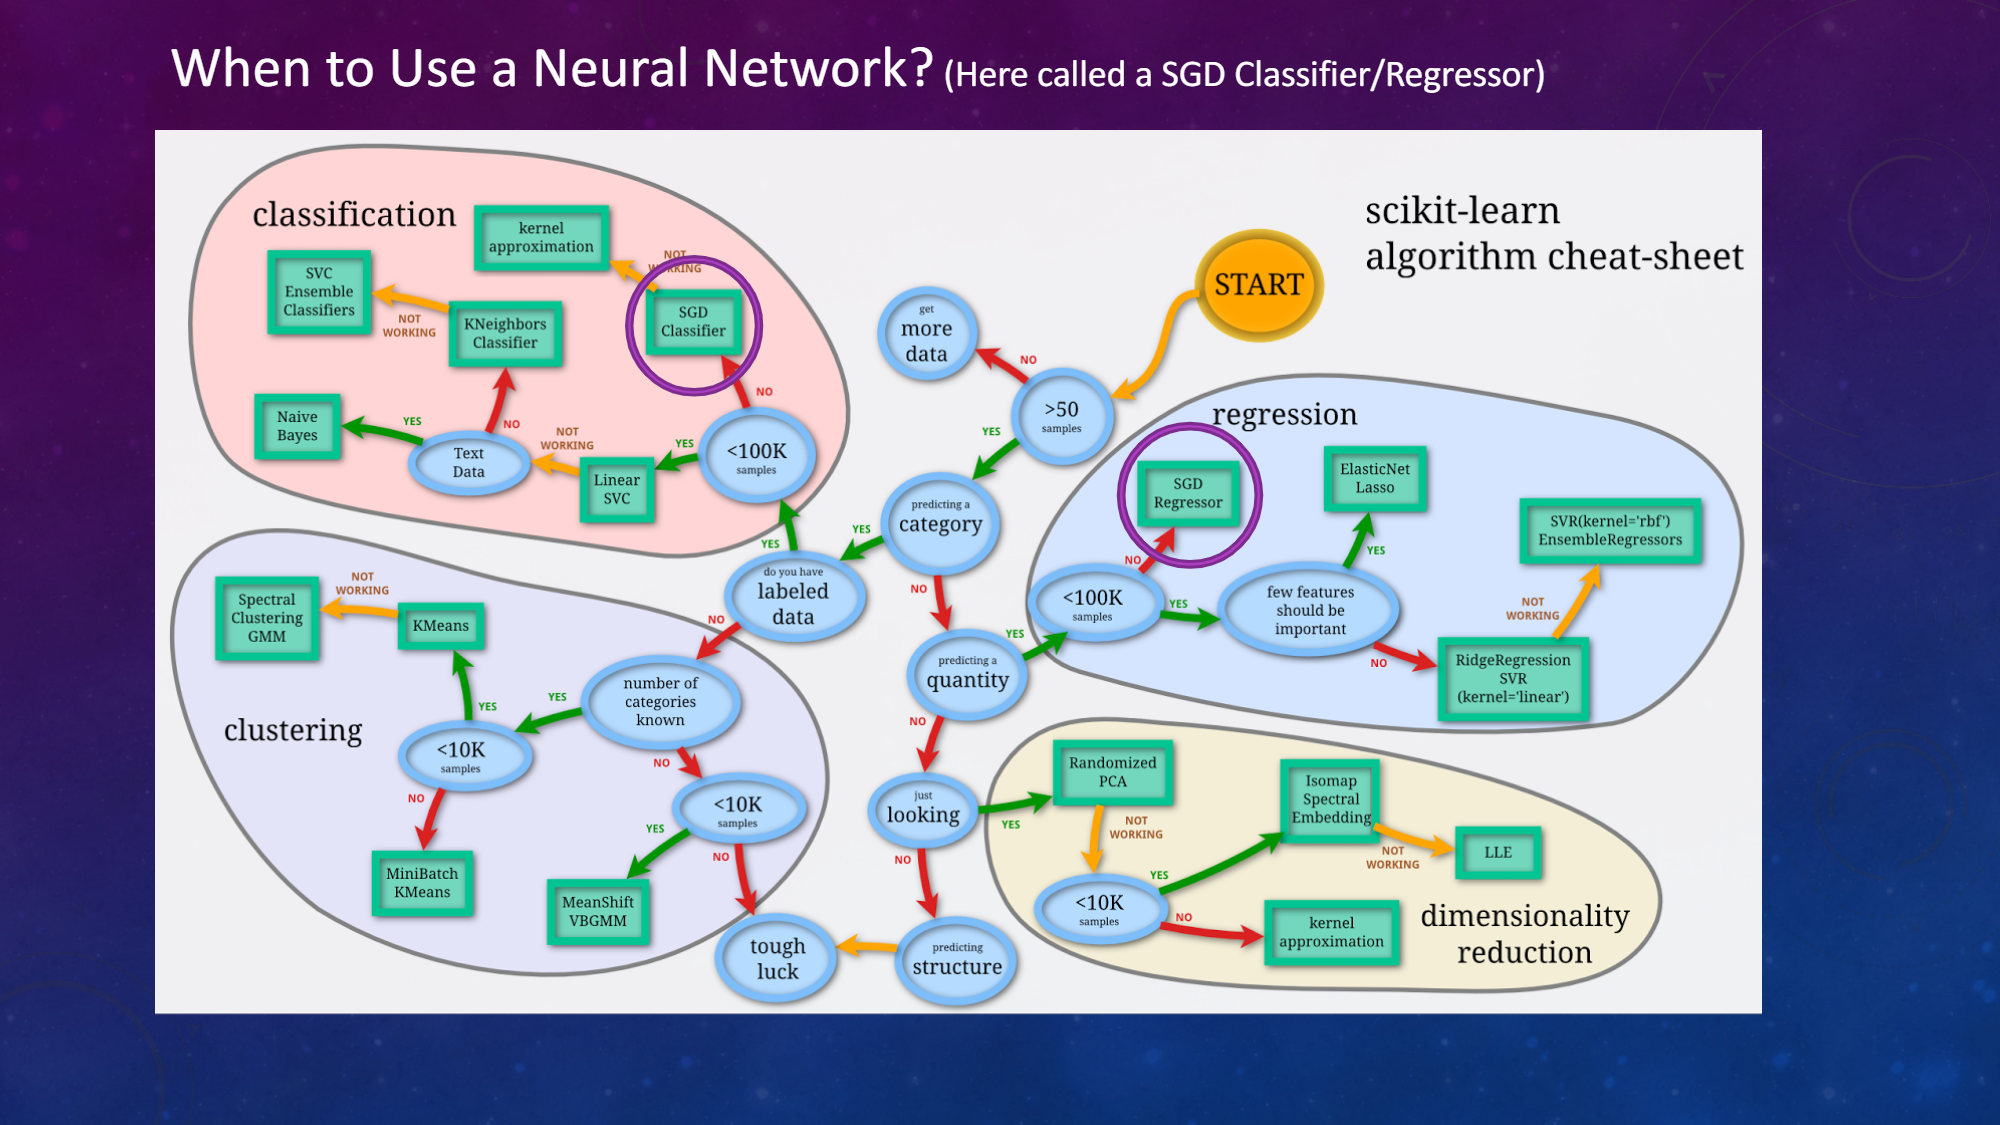 When to Use a Neural Network? (Here called a SGD Classifier/Regressor)
scikit-learn
algorithm cheat-sheet
START
classification
kernel
approximation
NOT
WORKING
SVC
Ensemble
Classifiers
NOT
WORKING
KNeighbors
Classifier
SGD
Classifier
NO
Naive
Bayes
YES
NO
Text
Data
NOT
WORKING
Linear
SVC
YES
<100K
samples
YES
get
more
data
NO
>50
samples
YES
predicting a
category
YES
NO
do you have
labeled
data
NO
predicting a
quantity
YES
NO
just
looking
YES
NO
predicting
structure
tough
luck
regression
SGD
Regressor
NO
<100K
samples
YES
few features
should be
important
YES
ElasticNet
Lasso
NO
RidgeRegression
SVR
(kernel='linear')
NOT
WORKING
SVR(kernel='rbf')
EnsembleRegressors
clustering
Spectral
Clustering
GMM
NOT
WORKING
KMeans
YES
<10K
samples
NO
MiniBatch
KMeans
YES
number of
categories
known
NO
<10K
samples
YES
MeanShift
VBGMM
NO
Randomized
PCA
NOT
WORKING
<10K
samples
YES
Isomap
Spectral
Embedding
NOT
WORKING
LLE
NO
kernel
approximation
dimensionality
reduction